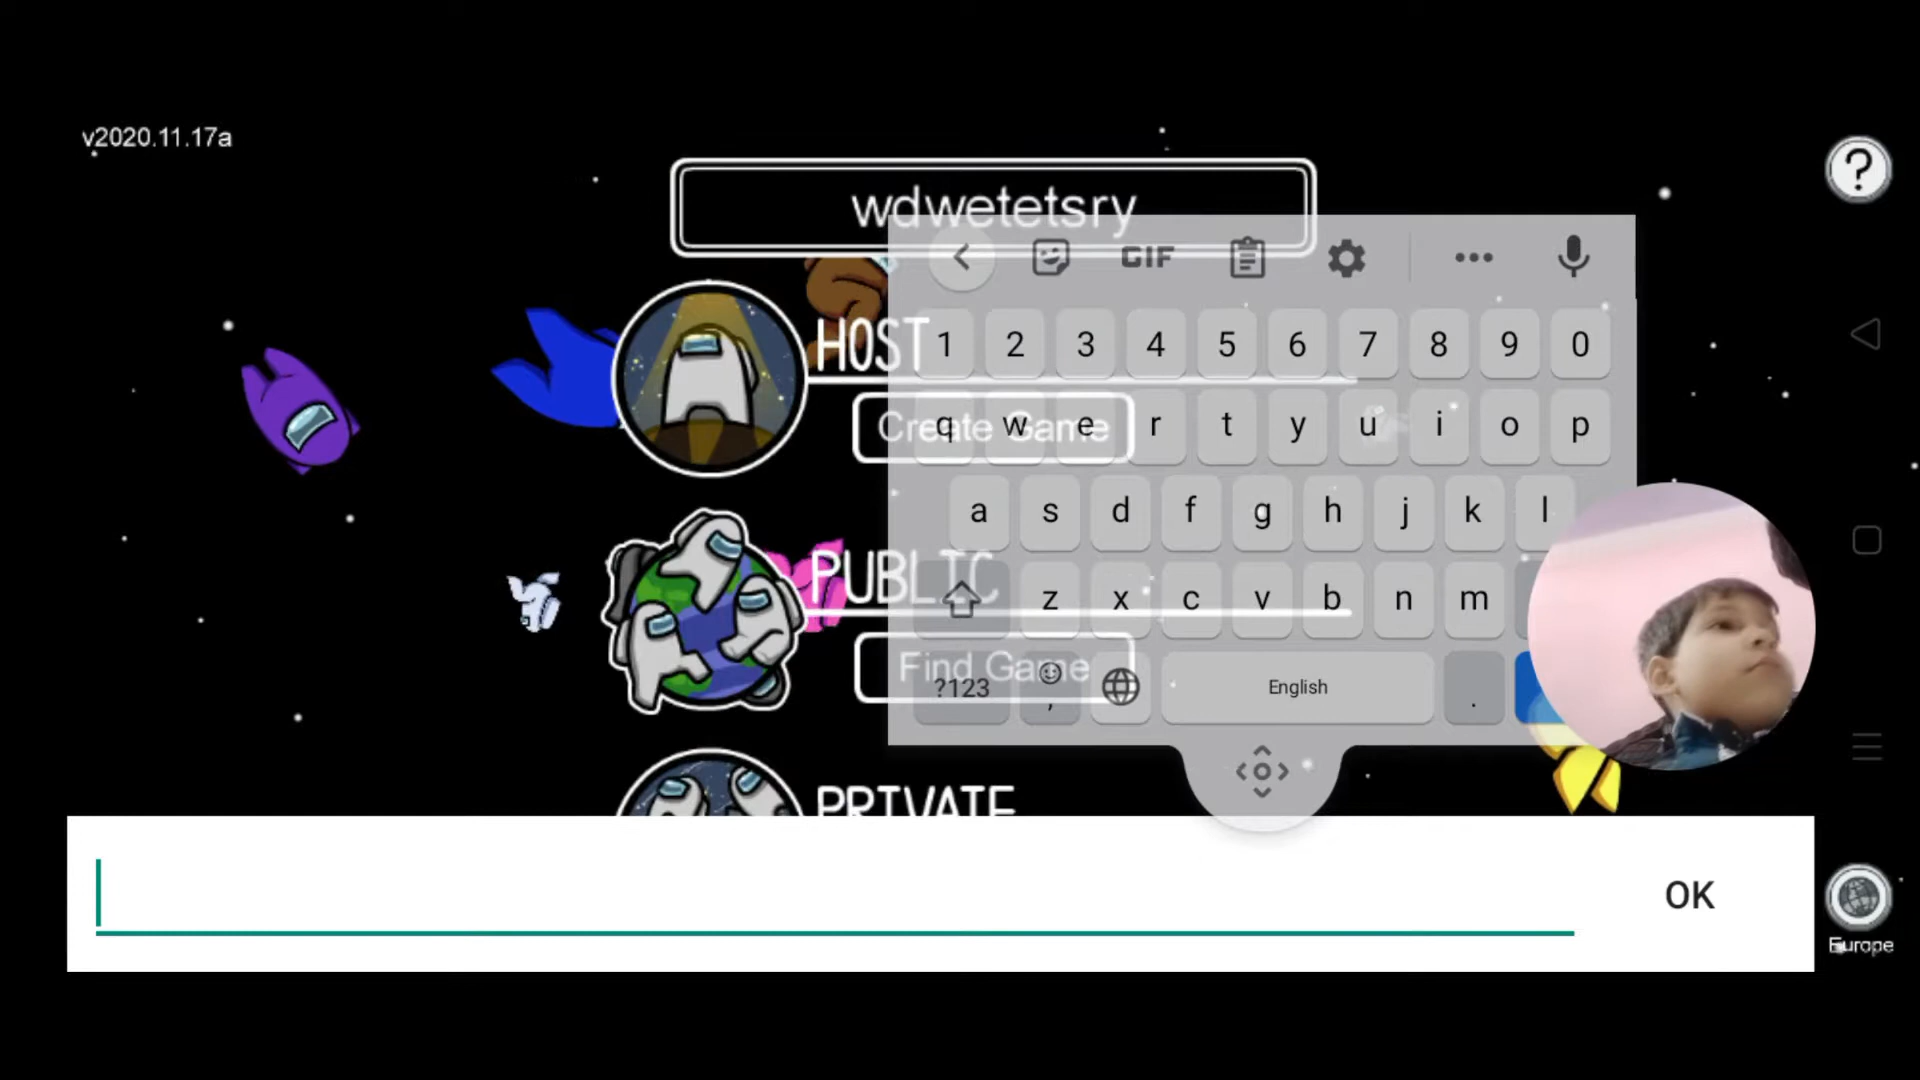 v2020.11.17a
wdwetetsry
GIF
HOST
1 2 3 4 5 6 7 8 9 0
Create Game
q w e r t y u i o p
a s d f g h j k l
PUBLIC
z x c v b n m
Find Game
?123 , English .
PRIVATE
OK
Europe